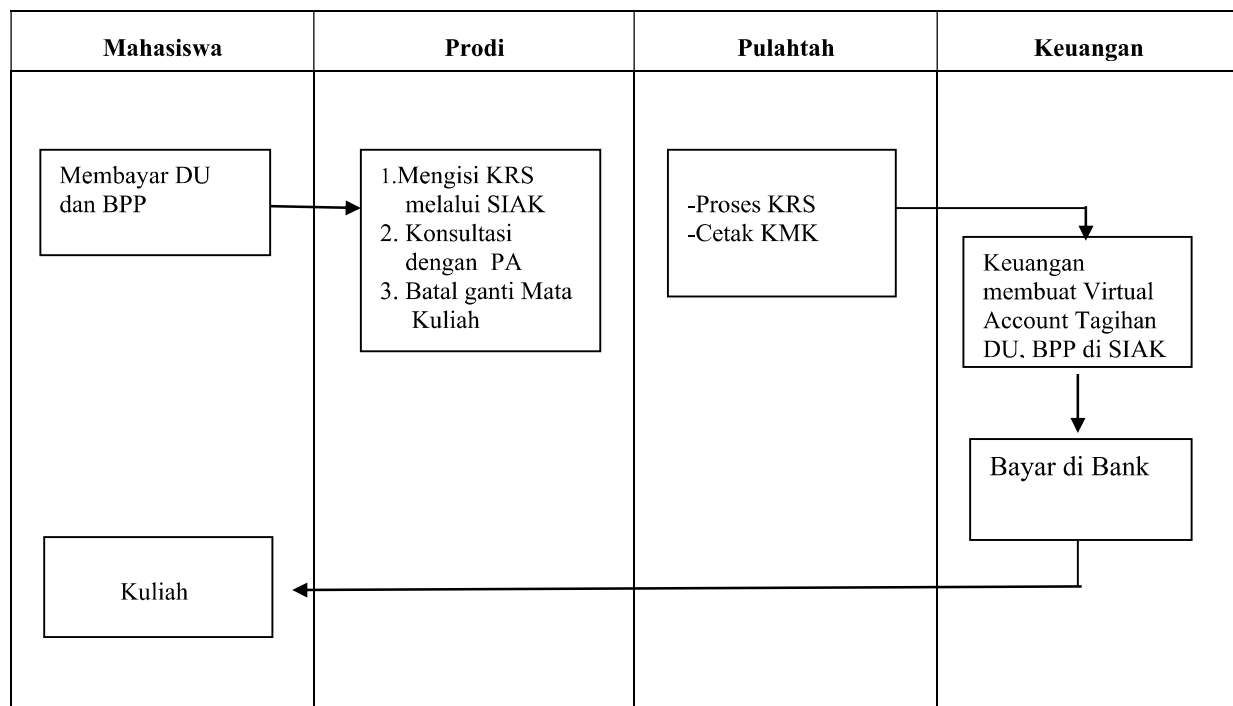 Mahasiswa
Prodi
Pulahtah
Keuangan
Membayar DU
dan BPP
1.Mengisi KRS
melalui SIAK
2. Konsultasi
dengan PA
3. Batal ganti Mata
Kuliah
-Proses KRS
-Cetak KMK
Keuangan
membuat Virtual
Account Tagihan
DU, BPP di SIAK
Bayar di Bank
Kuliah